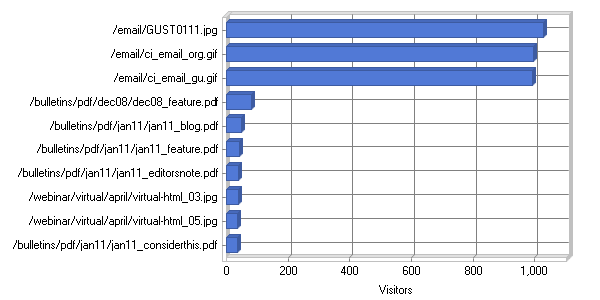 /email/GUST0111.jpg
/email/ci_email_org.gif
/email/ci_email_gu.gif
/bulletins/pdf/dec08/dec08_feature.pdf
/bulletins/pdf/jan11/jan11_blog.pdf
/bulletins/pdf/jan11/jan11_feature.pdf
/bulletins/pdf/jan11/jan11_editorsnote.pdf
/webinar/virtual/april/virtual-html_03.jpg
/webinar/virtual/april/virtual-html_05.jpg
/bulletins/pdf/jan11/jan11_considerthis.pdf
0 200 400 600 800 1,000
Visitors